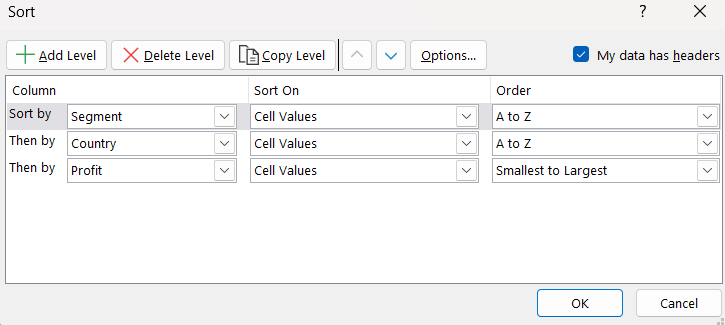 Sort ?
Add Level Delete Level Copy Level Options... My data has headers
Column Sort On Order
Sort by Segment Cell Values A to Z
Then by Country Cell Values A to Z
Then by Profit Cell Values Smallest to Largest
OK Cancel